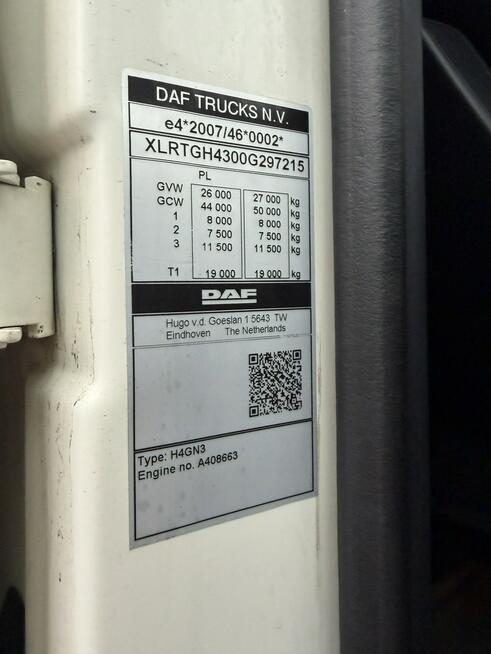 DAF TRUCKS N.V.
e4*2007/46*0002*
XLRTGH4300G297215
PL
GVW 26 000 27 000 kg
GCW 44 000 50 000 kg
1 8 000 8 000 kg
2 7 500 7 500 kg
3 11 500 11 500 kg
T1 19 000 19 000 kg
DAF
Hugo v.d. Goeslan 1 5643 TW
Eindhoven The Netherlands
Type: H4GN3
Engine no. A408663